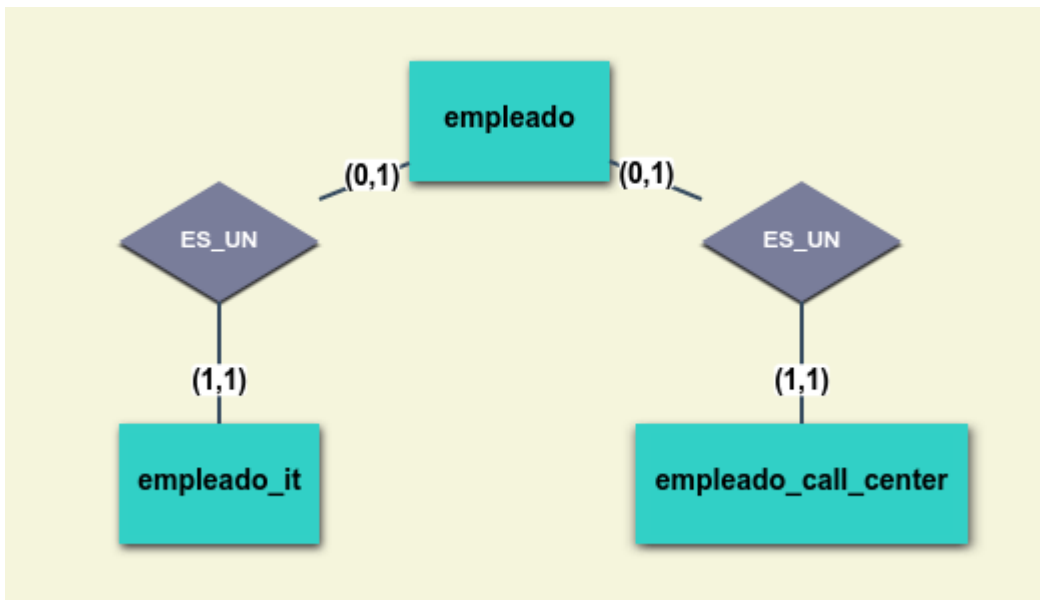 empleado
(0,1)
(0,1)
ES_UN
ES_UN
(1,1)
(1,1)
empleado_it
empleado_call_center